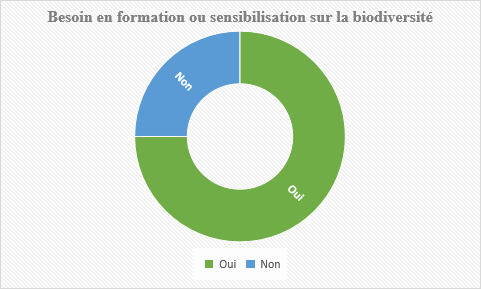 Besoin en formation ou sensibilisation sur la biodiversité
Non
Oui
Oui Non